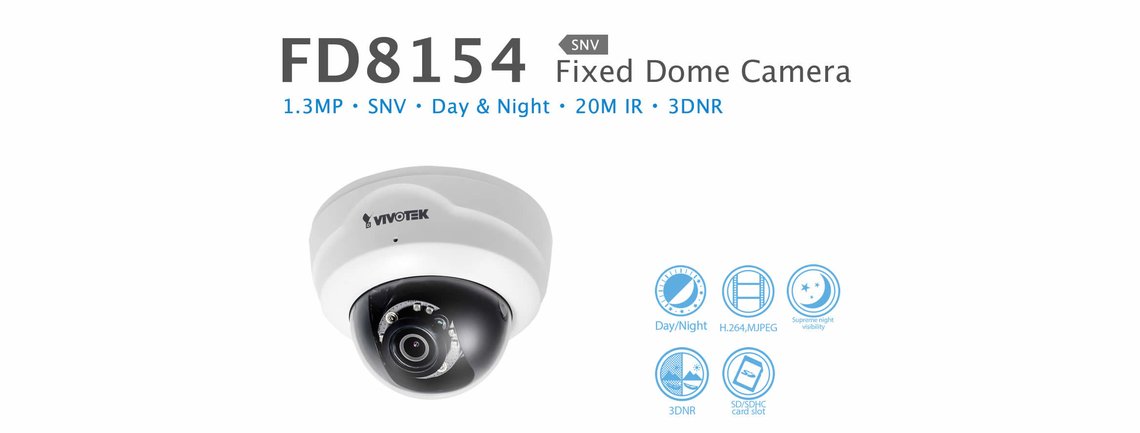 FD8154
SNV
Fixed Dome Camera
1.3MP • SNV • Day & Night • 20M IR • 3DNR
VIVOTEK
Day/Night
H.264,MJPEG
Supreme night
visibility
3DNR
SD
SD/SDHC
card slot